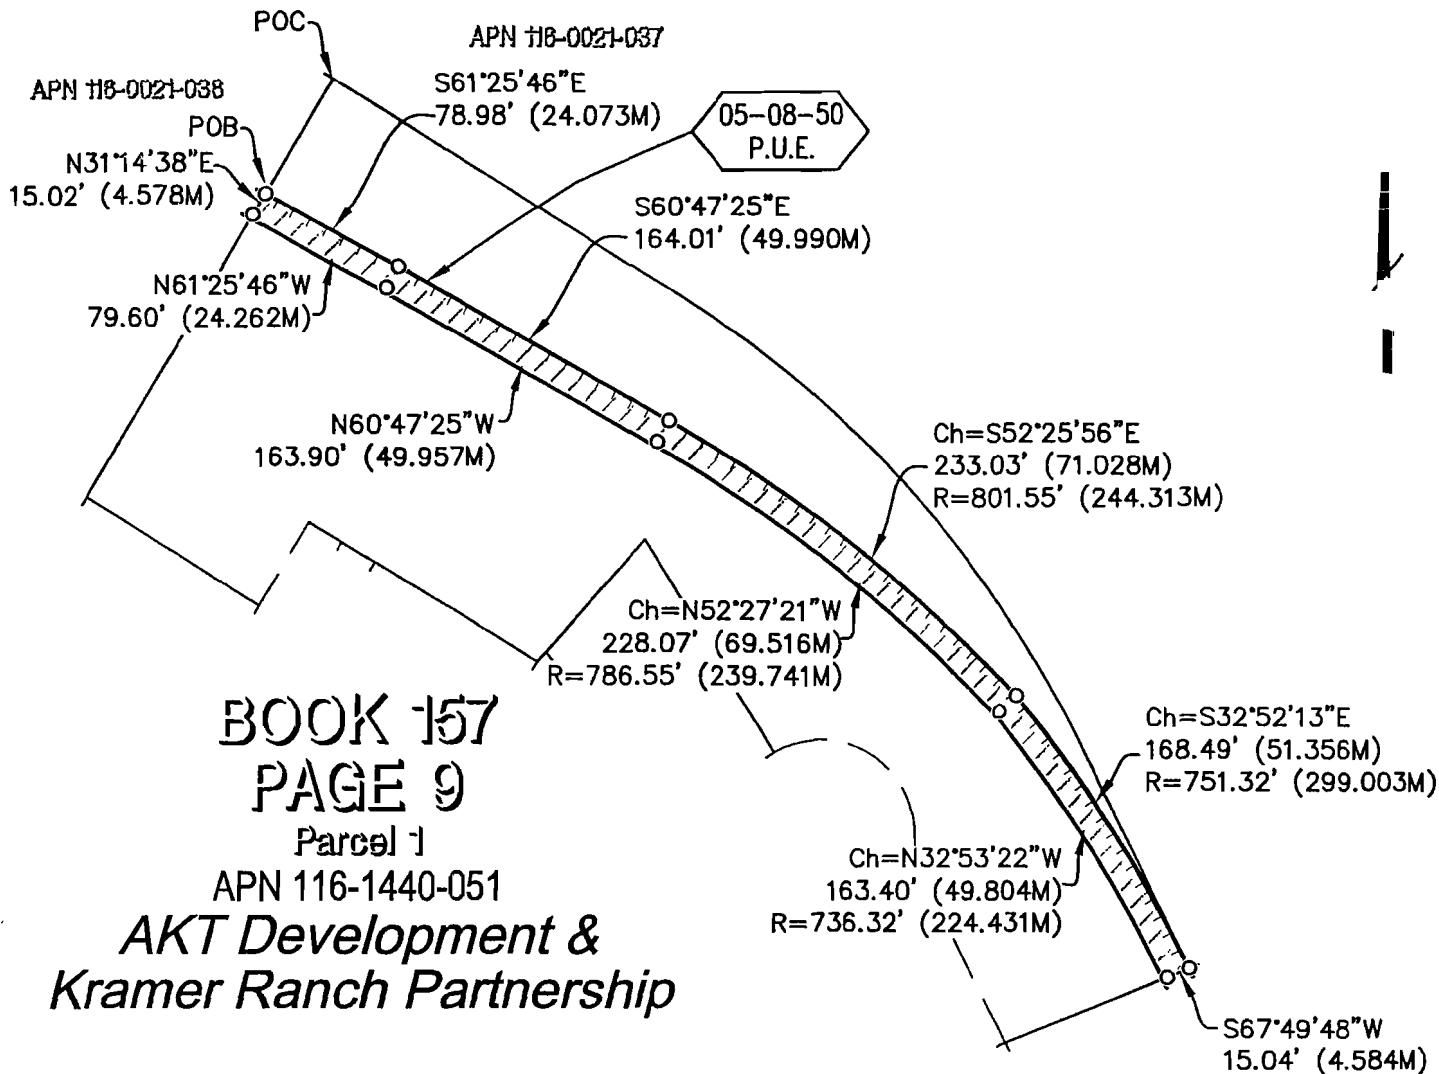 POC
APN 116-0021-037
APN 116-0021-038
S61°25'46"E
78.98' (24.073M)
05-08-50
P.U.E.
POB
N31°14'38"E
15.02' (4.578M)
S60°47'25"E
164.01' (49.990M)
N61°25'46"W
79.60' (24.262M)
N60°47'25"W
163.90' (49.957M)
Ch=S52°25'56"E
233.03' (71.028M)
R=801.55' (244.313M)
Ch=N52°27'21"W
228.07' (69.516M)
R=786.55' (239.741M)
Ch=S32°52'13"E
168.49' (51.356M)
R=751.32' (299.003M)
BOOK 157
PAGE 9
Parcel 1
APN 116-1440-051
AKT Development &
Kramer Ranch Partnership
Ch=N32°53'22"W
163.40' (49.804M)
R=736.32' (224.431M)
S67°49'48"W
15.04' (4.584M)